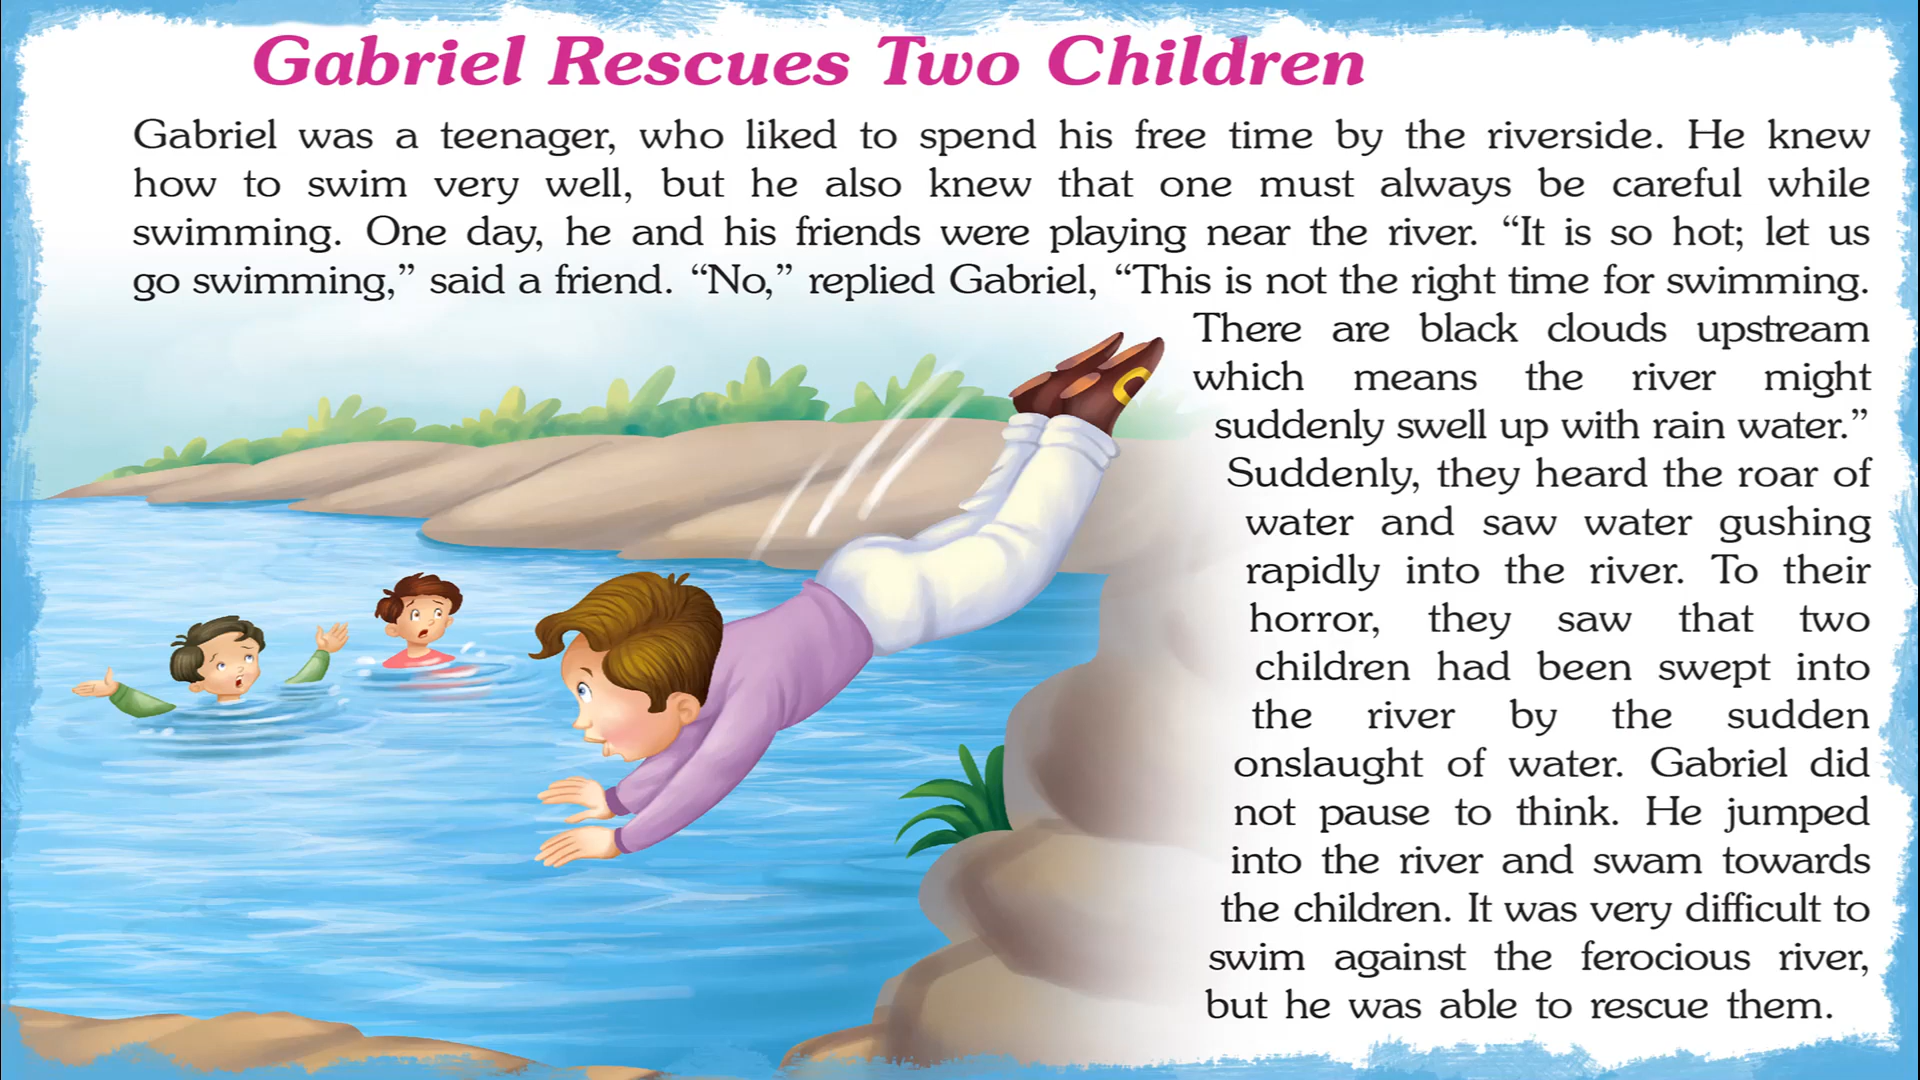 Gabriel Rescues Two Children
Gabriel was a teenager, who liked to spend his free time by the riverside. He knew
how to swim very well, but he also knew that one must always be careful while
swimming. One day, he and his friends were playing near the river. “It is so hot; let us
go swimming,” said a friend. “No,” replied Gabriel, “This is not the right time for swimming.
There are black clouds upstream
which means the river might
suddenly swell up with rain water.”
Suddenly, they heard the roar of
water and saw water gushing
rapidly into the river. To their
horror, they saw that two
children had been swept into
the river by the sudden
onslaught of water. Gabriel did
not pause to think. He jumped
into the river and swam towards
the children. It was very difficult to
swim against the ferocious river,
but he was able to rescue them.